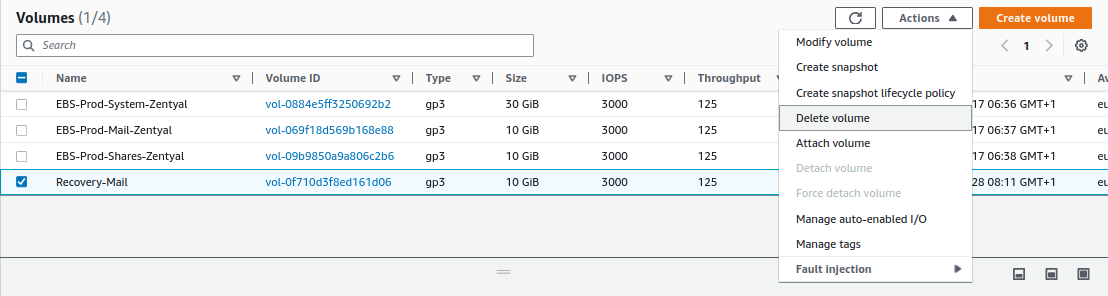 Volumes (1/4)
Actions
Create volume
Search
1
Name Volume ID Type Size IOPS Throughput
EBS-Prod-System-Zentyal vol-0884e5ff3250692b2 gp3 30 GiB 3000 125 17 06:36 GMT+1 eu
EBS-Prod-Mail-Zentyal vol-069f18d569b168e88 gp3 10 GiB 3000 125 17 06:37 GMT+1 eu
EBS-Prod-Shares-Zentyal vol-09b9850a9a806c2b6 gp3 10 GiB 3000 125 17 06:38 GMT+1 eu
Recovery-Mail vol-0f710d3f8ed161d06 gp3 10 GiB 3000 125 28 08:11 GMT+1 eu
Modify volume
Create snapshot
Create snapshot lifecycle policy
Delete volume
Attach volume
Detach volume
Force detach volume
Manage auto-enabled I/O
Manage tags
Fault injection